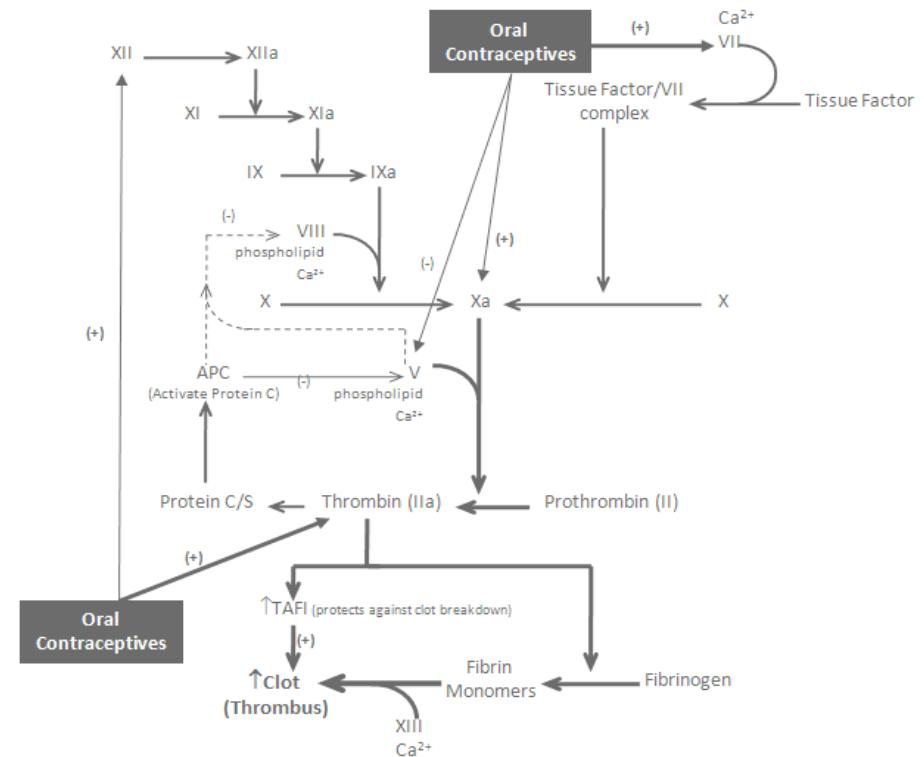 Oral
Contraceptives
(+)
Ca²⁺
VII
XII
XIIa
Tissue Factor/VII
complex
Tissue Factor
XI
XIa
IX
IXa
(-)
VIII
phospholipid
Ca²⁺
(+)
(-)
X
Xa
X
(+)
APC
(Activate Protein C)
(-)
V
phospholipid
Ca²⁺
Protein C/S
Thrombin (IIa)
Prothrombin (II)
(+)
Oral
Contraceptives
↑TAFI (protects against clot breakdown)
(+)
↑Clot
(Thrombus)
Fibrin
Monomers
Fibrinogen
XIII
Ca²⁺